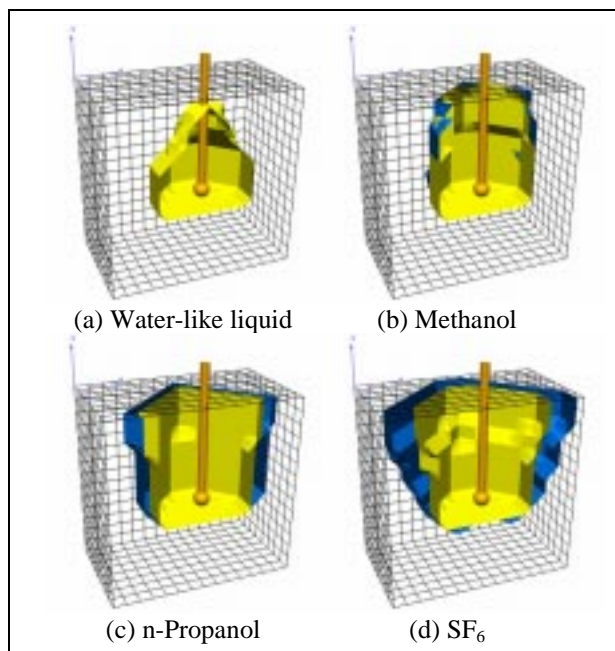 (a) Water-like liquid
(b) Methanol
(c) n-Propanol
(d) SF₆